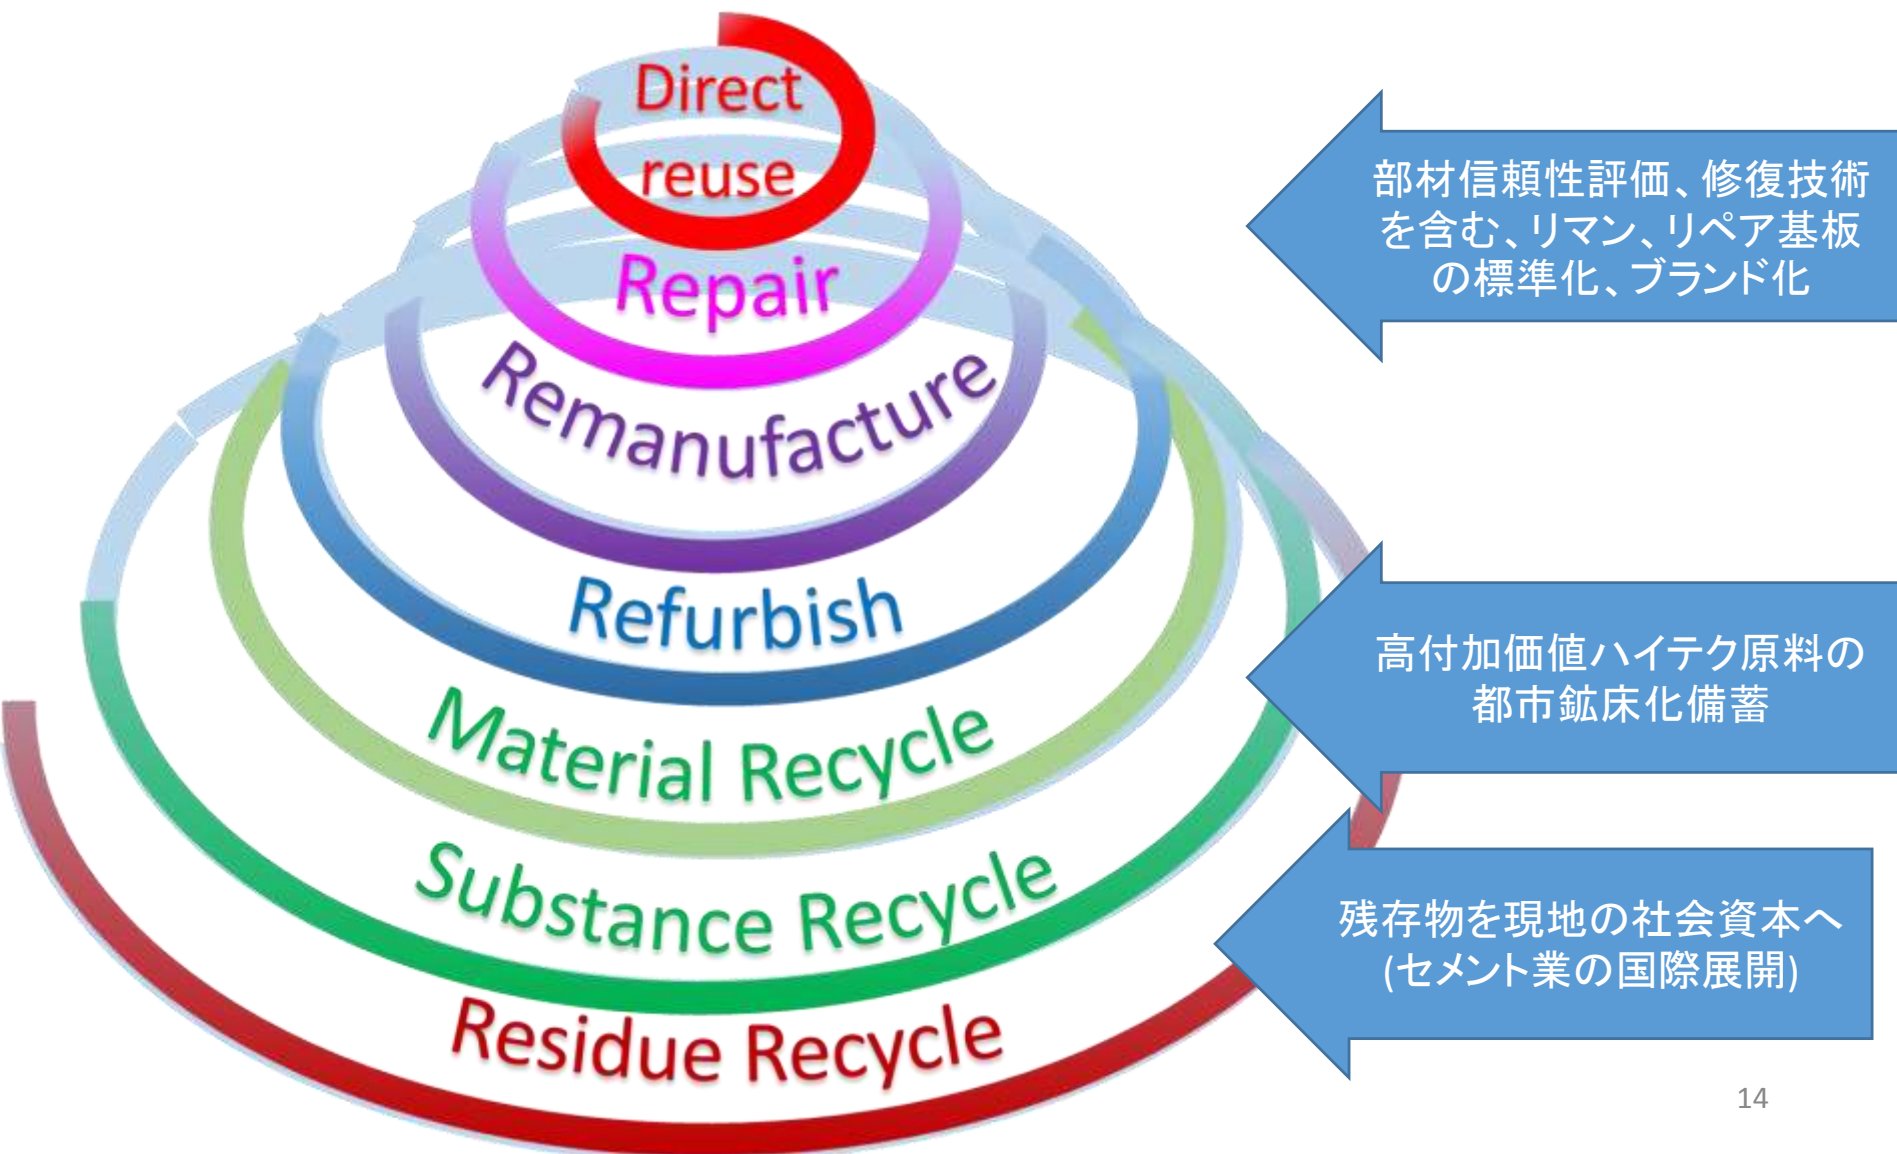 Direct
reuse
Repair
Remanufacture
Refurbish
Material Recycle
Substance Recycle
Residue Recycle
部材信頼性評価、修復技術
を含む、リマン、リペア基板
の標準化、ブランド化
高付加価値ハイテク原料の
都市鉱床化備蓄
残存物を現地の社会資本へ
(セメント業の国際展開)
14